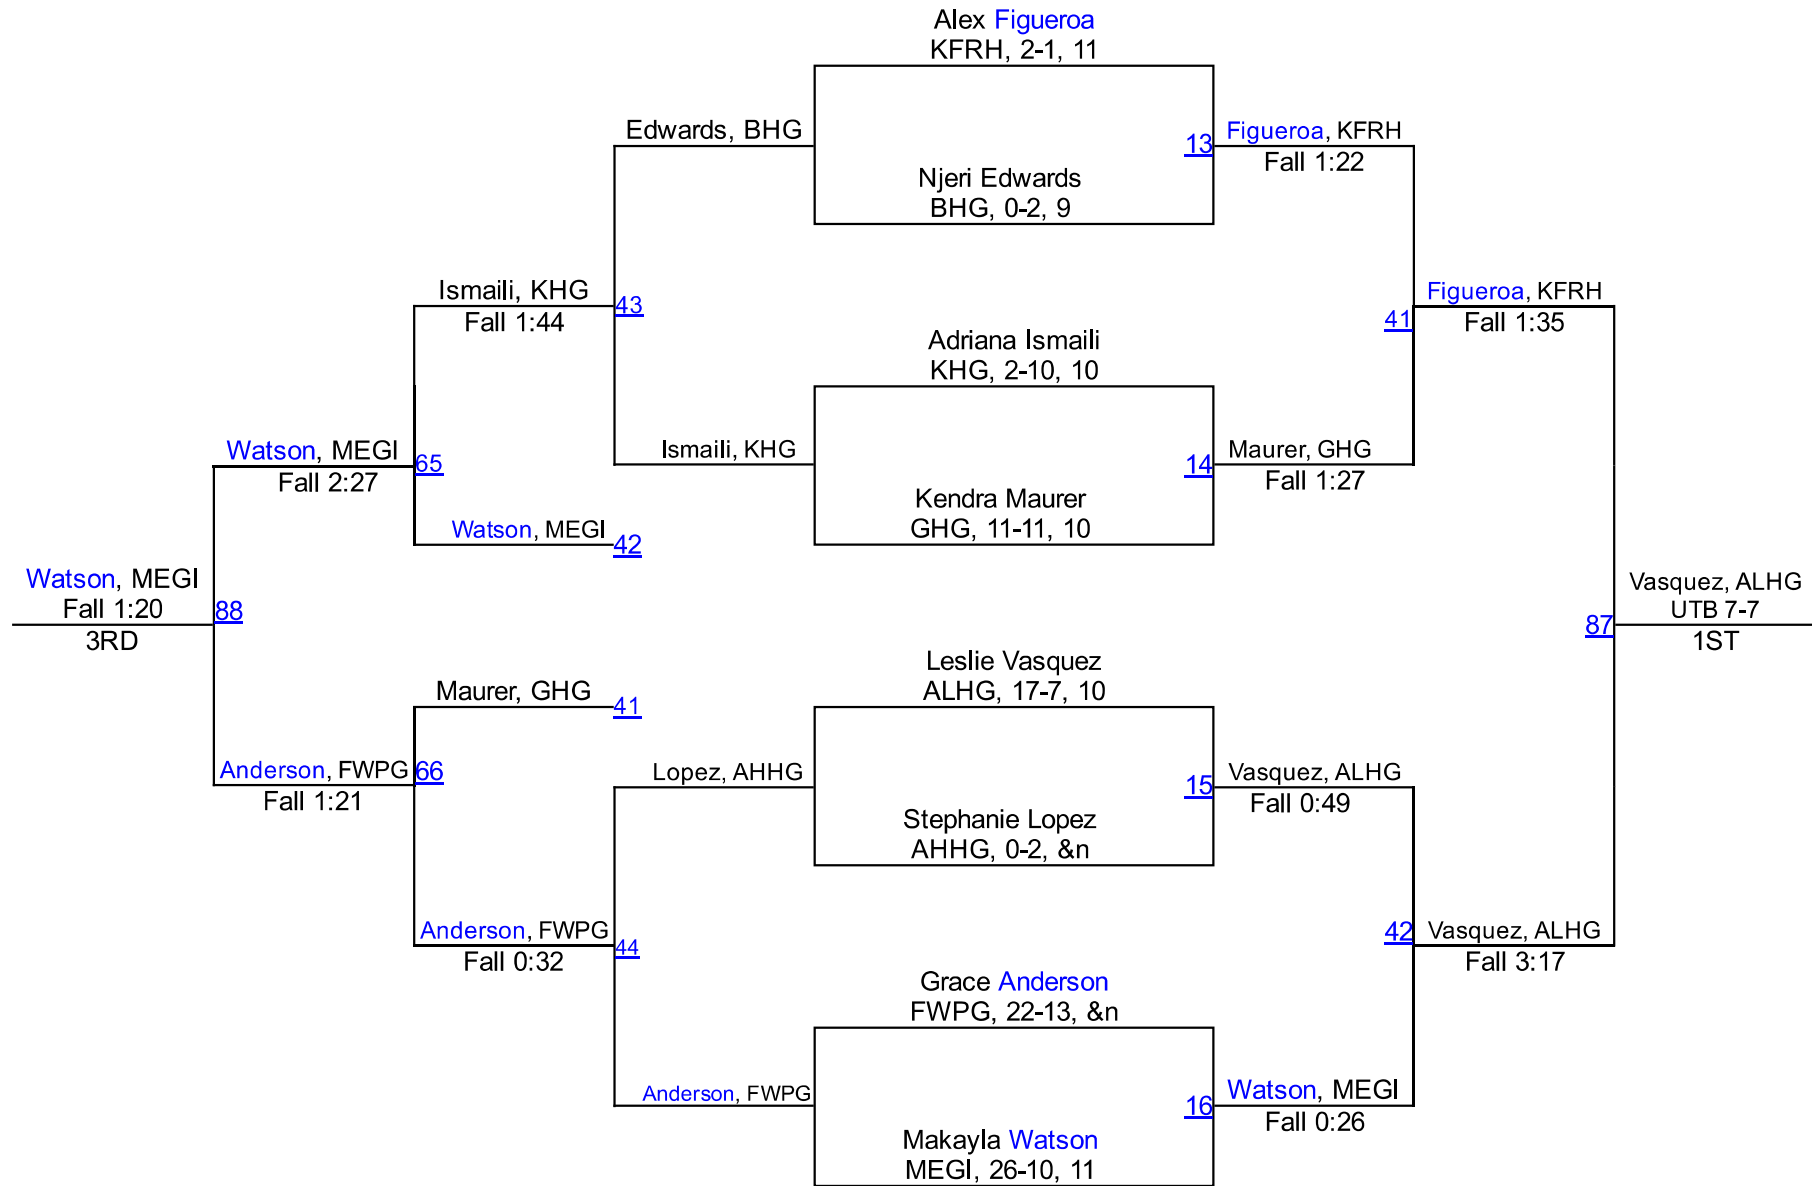 Alex Figueroa
KFRH, 2-1, 11
Edwards, BHG
13
Figueroa, KFRH
Fall 1:22
Njeri Edwards
BHG, 0-2, 9
Ismaili, KHG
Fall 1:44
43
Figueroa, KFRH
Fall 1:35
41
Adriana Ismaili
KHG, 2-10, 10
Ismaili, KHG
14
Maurer, GHG
Fall 1:27
Watson, MEGI
Fall 2:27
65
Kendra Maurer
GHG, 11-11, 10
Watson, MEGI
42
Watson, MEGI
Fall 1:20
3RD
88
87
Vasquez, ALHG
UTB 7-7
1ST
Leslie Vasquez
ALHG, 17-7, 10
Maurer, GHG
41
Anderson, FWPG
Fall 1:21
66
Lopez, AHHG
15
Vasquez, ALHG
Fall 0:49
Stephanie Lopez
AHHG, 0-2, &n
Anderson, FWPG
Fall 0:32
44
42
Vasquez, ALHG
Fall 3:17
Grace Anderson
FWPG, 22-13, &n
Anderson, FWPG
16
Watson, MEGI
Fall 0:26
Makayla Watson
MEGI, 26-10, 11